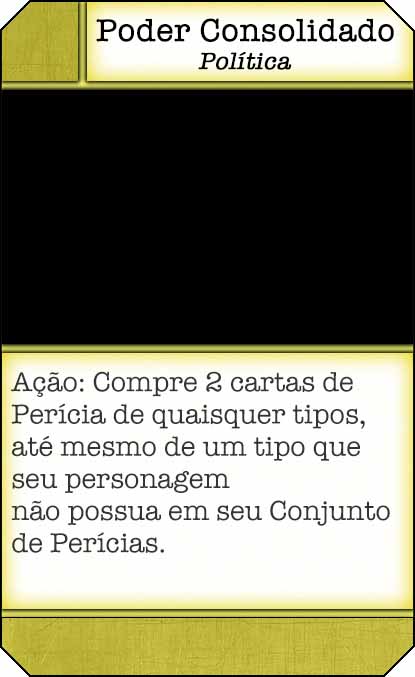 Poder Consolidado
Política
Ação: Compre 2 cartas de
Perícia de quaisquer tipos,
até mesmo de um tipo que
seu personagem
não possua em seu Conjunto
de Perícias.